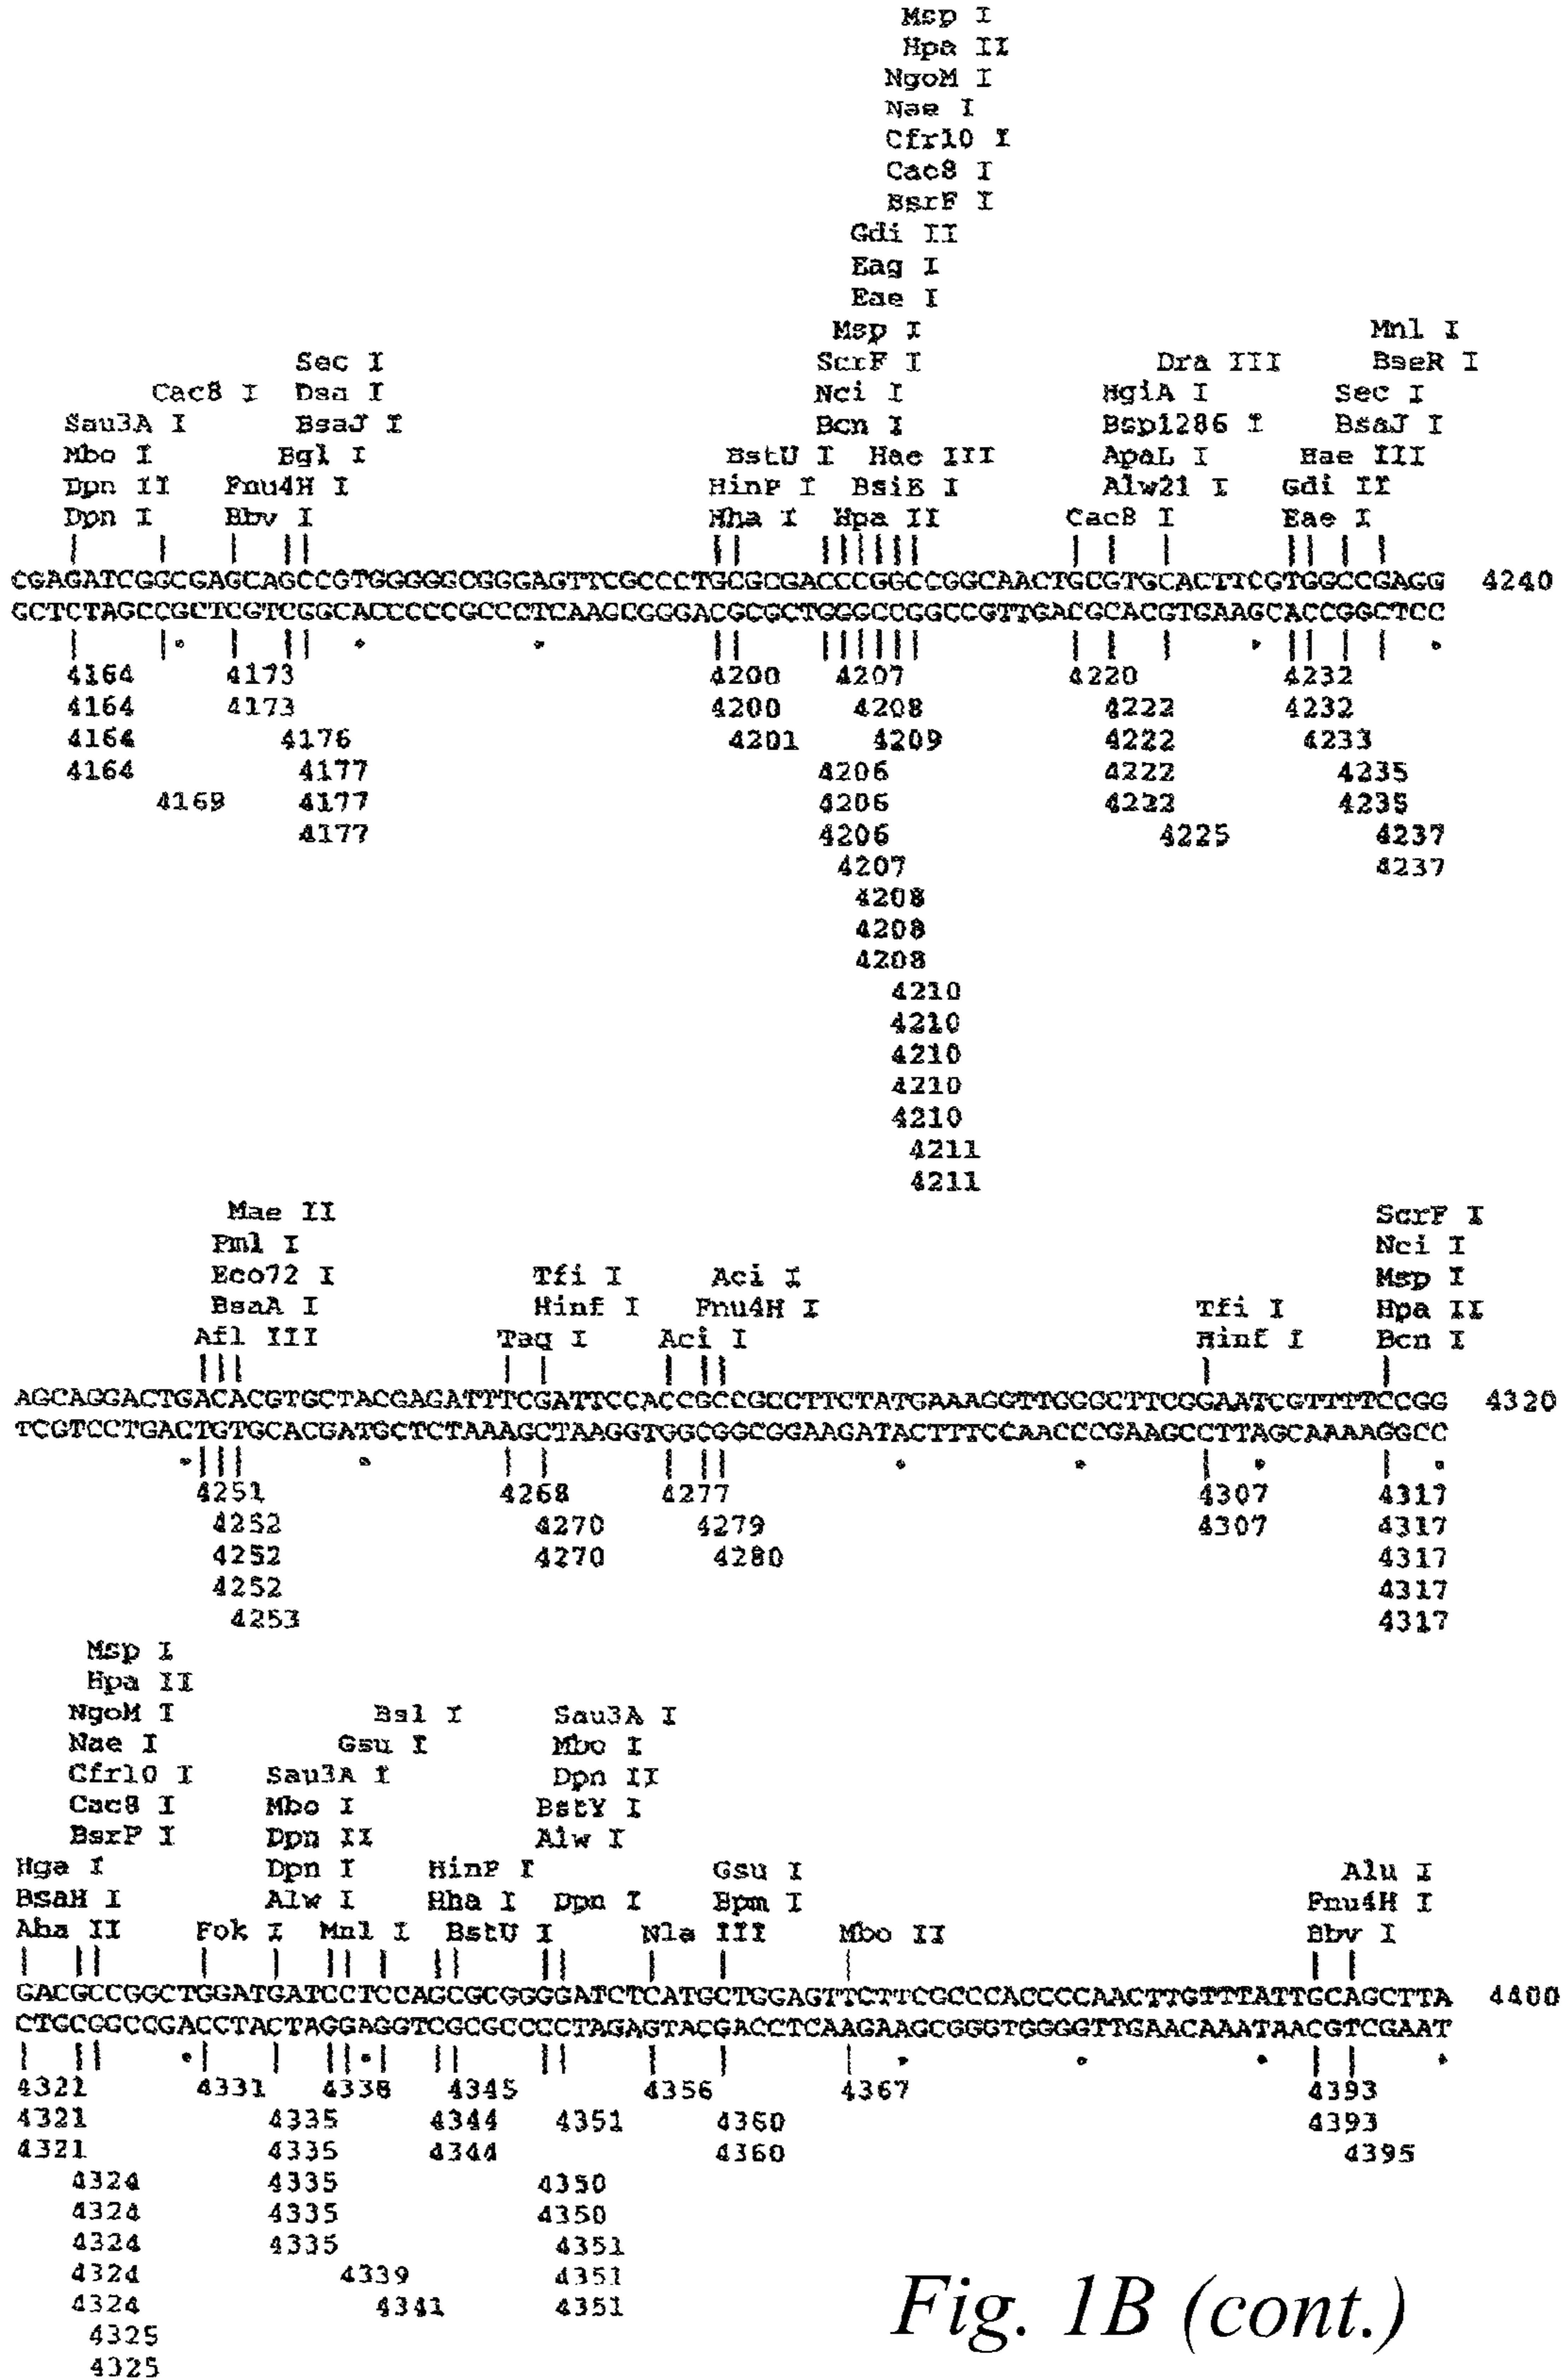 Msp I
Hpa II
NgoM I
Nae I
Cfr10 I
Cac8 I
BsrF I
Gdi II
Eag I
Eae I
Msp I Mnl I
Sec I ScrF I Dra III BseR I
Cac8 I Dsa I Nci I HgiA I Sec I
Sau3A I BsaJ I Bcn I Bsp1286 I BsaJ I
Mbo I Bgl I BstU I Hae III ApaL I Hae III
Dpn II Fnu4H I HinP I BsiE I Alw21 I Gdi II
Dpn I Bbv I Hha I Hpa II Cac8 I Eae I
CGAGATCGGCGAGCAGCCGTGGGGGCGGGAGTTCGCCCTGCGCGACCCGGCCGGCAACTGCGTGCACTTCGTGGCCGAGG 4240
GCTCTAGCCGCTCGTCGGCACCCCCGCCCTCAAGCGGGACGCGCTGGGCCGGCCGTTGACGCACGTGAAGCACCGGCTCC
4164 4173 4200 4207 4220 4232
4164 4173 4200 4208 4222 4232
4164 4176 4201 4209 4222 4233
4164 4177 4206 4222 4235
4169 4177 4206 4222 4235
4177 4206 4225 4237
4207 4237
4208
4208
4208
4210
4210
4210
4210
4210
4211
4211
Mae II ScrF I
Pml I Nci I
Eco72 I Tfi I Aci I Msp I
BsaA I Hinf I Fnu4H I Tfi I Hpa II
Afl III Taq I Aci I Hinf I Bcn I
AGCAGGACTGACACGTGCTACGAGATTTCGATTCCACCGCCGCCTTCTATGAAAGGTTGGGCTTCGGAATCGTTTTCCGG 4320
TCGTCCTGACTGTGCACGATGCTCTAAAGCTAAGGTGGCGGCGGAAGATACTTTCCAACCCGAAGCCTTAGCAAAAGGCC
4251 4268 4277 4307 4317
4252 4270 4279 4307 4317
4252 4270 4280 4317
4252 4317
4253 4317
Msp I
Hpa II
NgoM I Bsl I Sau3A I
Nae I Gsu I Mbo I
Cfr10 I Sau3A I Dpn II
Cac8 I Mbo I BstY I
BsrF I Dpn II Alw I
Hga I Dpn I HinP I Gsu I Alu I
BsaH I Alw I Hha I Dpn I Bpm I Fnu4H I
Aha II Fok I Mnl I BstU I Nla III Mbo II Bbv I
GACGCCGGCTGGATGATCCTCCAGCGCGGGGATCTCATGCTGGAGTTCTTCGCCCACCCCAACTTGTTTATTGCAGCTTA 4400
CTGCGGCCGACCTACTAGGAGGTCGCGCCCCTAGAGTACGACCTCAAGAAGCGGGTGGGGTTGAACAAATAACGTCGAAT
4321 4331 4338 4345 4356 4367 4393
4321 4335 4344 4351 4360 4393
4321 4335 4344 4360 4395
4324 4335 4350
4324 4335 4350
4324 4335 4351
4324 4339 4351
4324 4341 4351
4325
4325
Fig. 1B (cont.)